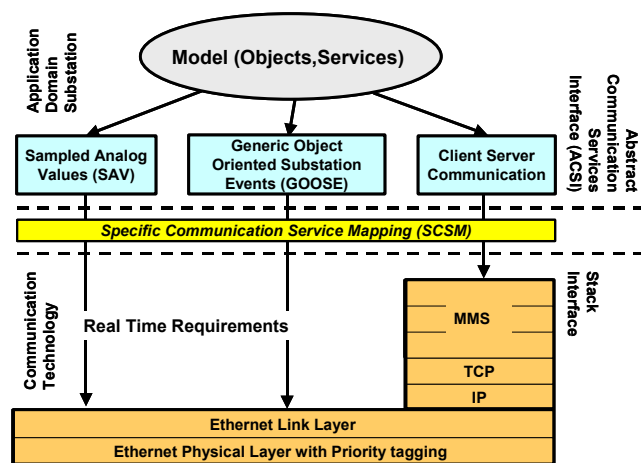 Model (Objects,Services)
Application
Domain
Substation
Abstract
Communication
Services
Interface (ACSI)
Sampled Analog
Values (SAV)
Generic Object
Oriented Substation
Events (GOOSE)
Client Server
Communication
Specific Communication Service Mapping (SCSM)
Communication
Technology
Real Time Requirements
Stack
Interface
MMS
TCP
IP
Ethernet Link Layer
Ethernet Physical Layer with Priority tagging